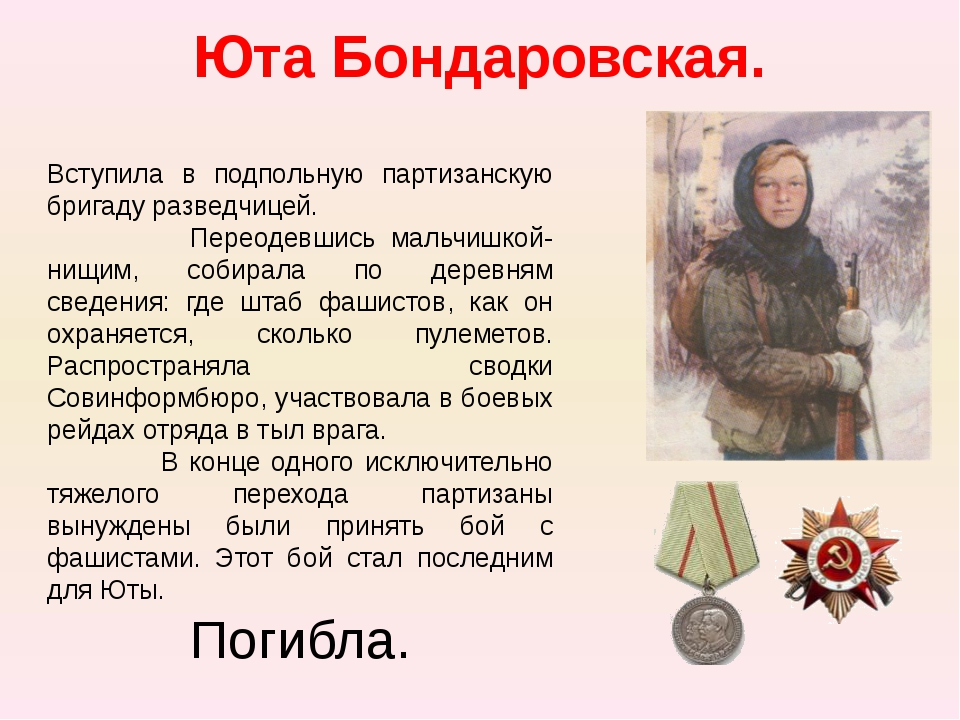 Юта Бондаровская.
Вступила в подпольную партизанскую
бригаду разведчицей.
Переодевшись мальчишкой-
нищим, собирала по деревням
сведения: где штаб фашистов, как он
охраняется, сколько пулеметов.
Распространяла сводки
Совинформбюро, участвовала в боевых
рейдах отряда в тыл врага.
В конце одного исключительно
тяжелого перехода партизаны
вынуждены были принять бой с
фашистами. Этот бой стал последним
для Юты.
Погибла.
ОТЕЧЕСТВЕННАЯ ВОЙНА